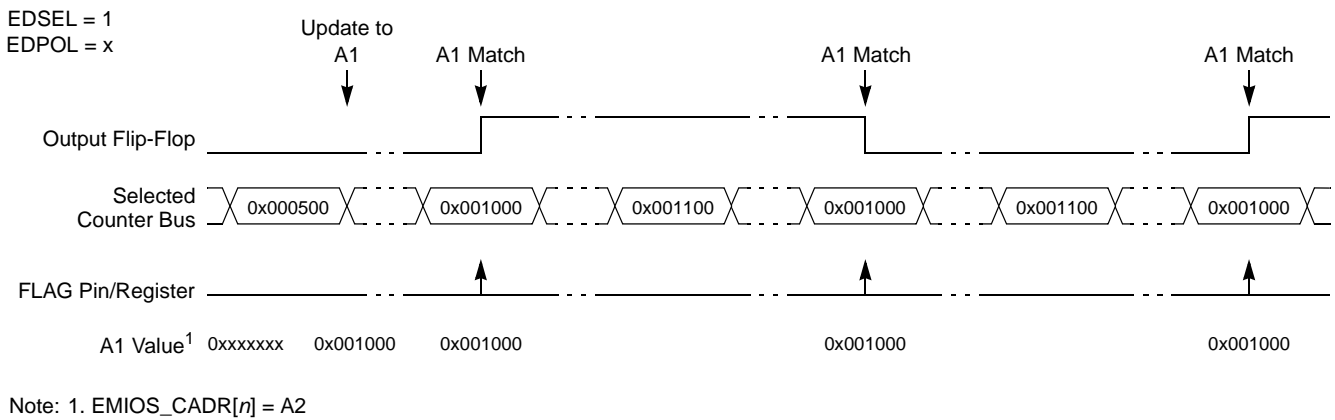 EDSEL = 1
EDPOL = x
Update to
A1
A1 Match
A1 Match
A1 Match
Output Flip-Flop
Selected
Counter Bus
0x000500
0x001000
0x001100
0x001000
0x001100
0x001000
FLAG Pin/Register
A1 Value1 0xxxxxxx 0x001000 0x001000 0x001000 0x001000
Note: 1. EMIOS_CADR[n] = A2